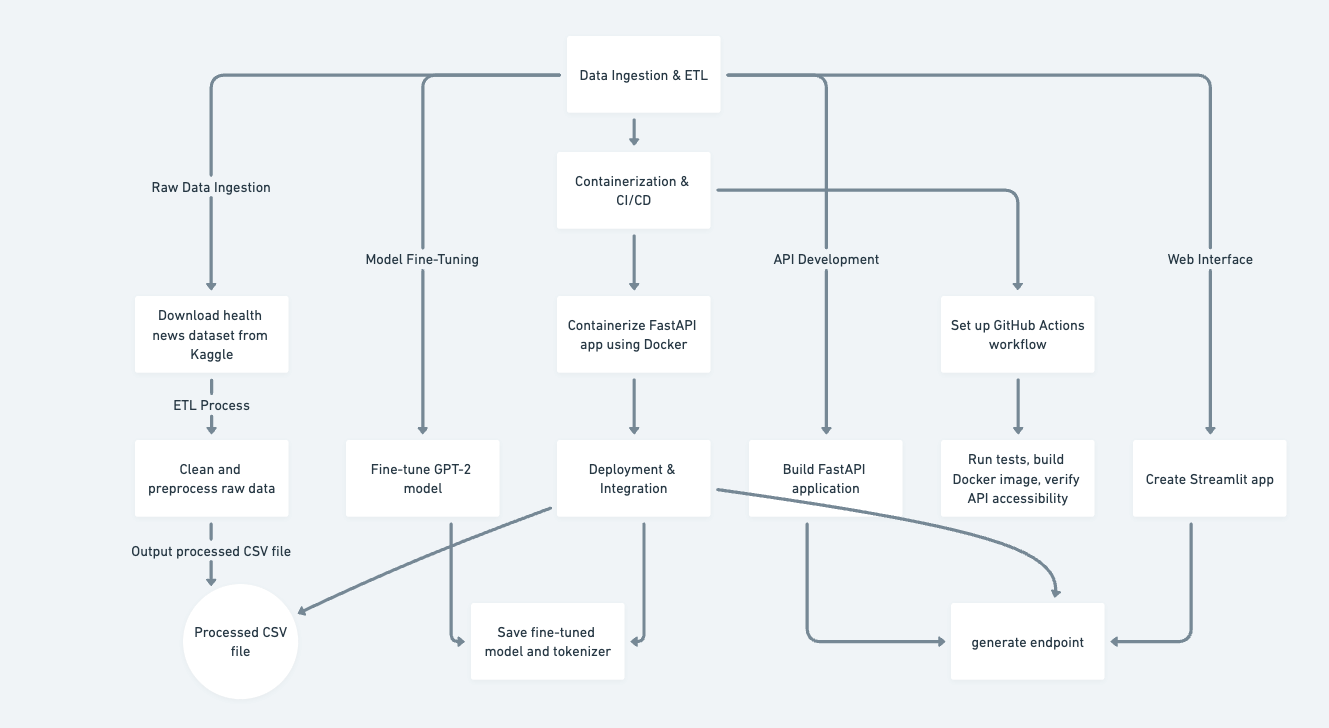 Data Ingestion & ETL
Containerization &
CI/CD
Raw Data Ingestion
Model Fine-Tuning
API Development
Web Interface
Download health
news dataset from
Kaggle
Containerize FastAPI
app using Docker
Set up GitHub Actions
workflow
ETL Process
Clean and
preprocess raw data
Fine-tune GPT-2
model
Deployment &
Integration
Build FastAPI
application
Run tests, build
Docker image, verify
API accessibility
Create Streamlit app
Output processed CSV file
Processed CSV
file
Save fine-tuned
model and tokenizer
generate endpoint